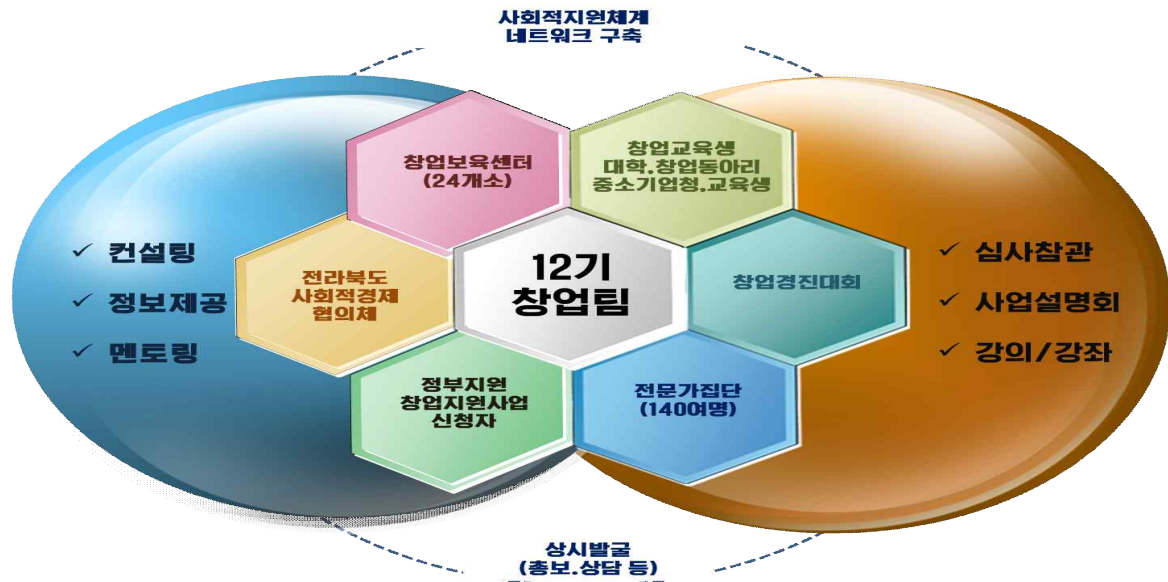 사회적지원체계
네트워크 구축
창업보육센터
(24개소)
창업교육생
대학.창업동아리
중소기업청.교육생
✓ 컨설팅
✓ 정보제공
✓ 멘토링
전라북도
사회적경제
협의체
12기
창업팀
창업경진대회
✓ 심사참관
✓ 사업설명회
✓ 강의/강좌
정부지원
창업지원사업
신청자
전문가집단
(140여명)
상시발굴
(홍보.상담 등)